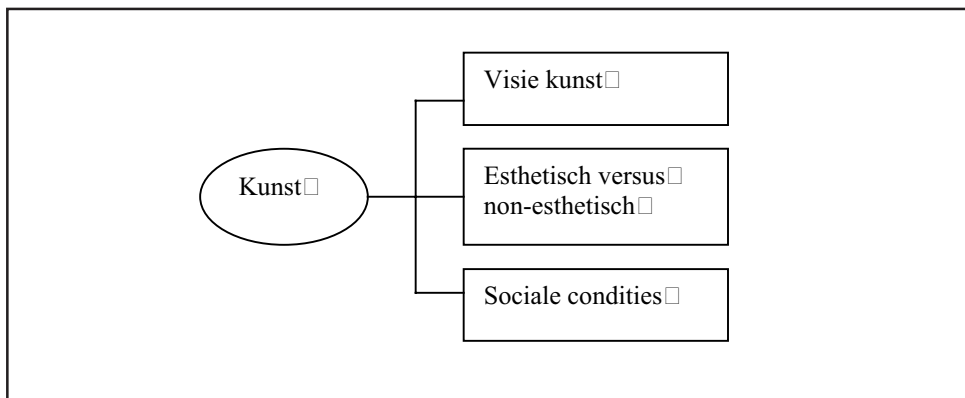 Visie kunst
Kunst
Esthetisch versus
non-esthetisch
Sociale condities